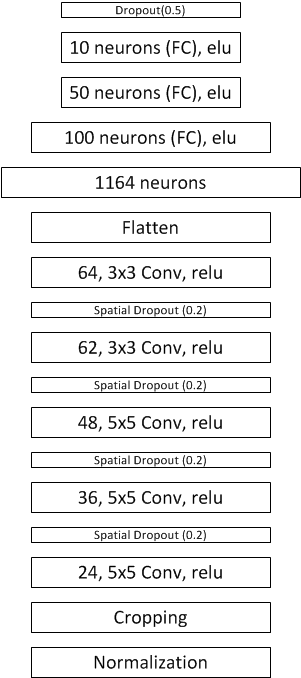 Dropout(0.5)
10 neurons (FC), elu
50 neurons (FC), elu
100 neurons (FC), elu
1164 neurons
Flatten
64, 3x3 Conv, relu
Spatial Dropout (0.2)
62, 3x3 Conv, relu
Spatial Dropout (0.2)
48, 5x5 Conv, relu
Spatial Dropout (0.2)
36, 5x5 Conv, relu
Spatial Dropout (0.2)
24, 5x5 Conv, relu
Cropping
Normalization